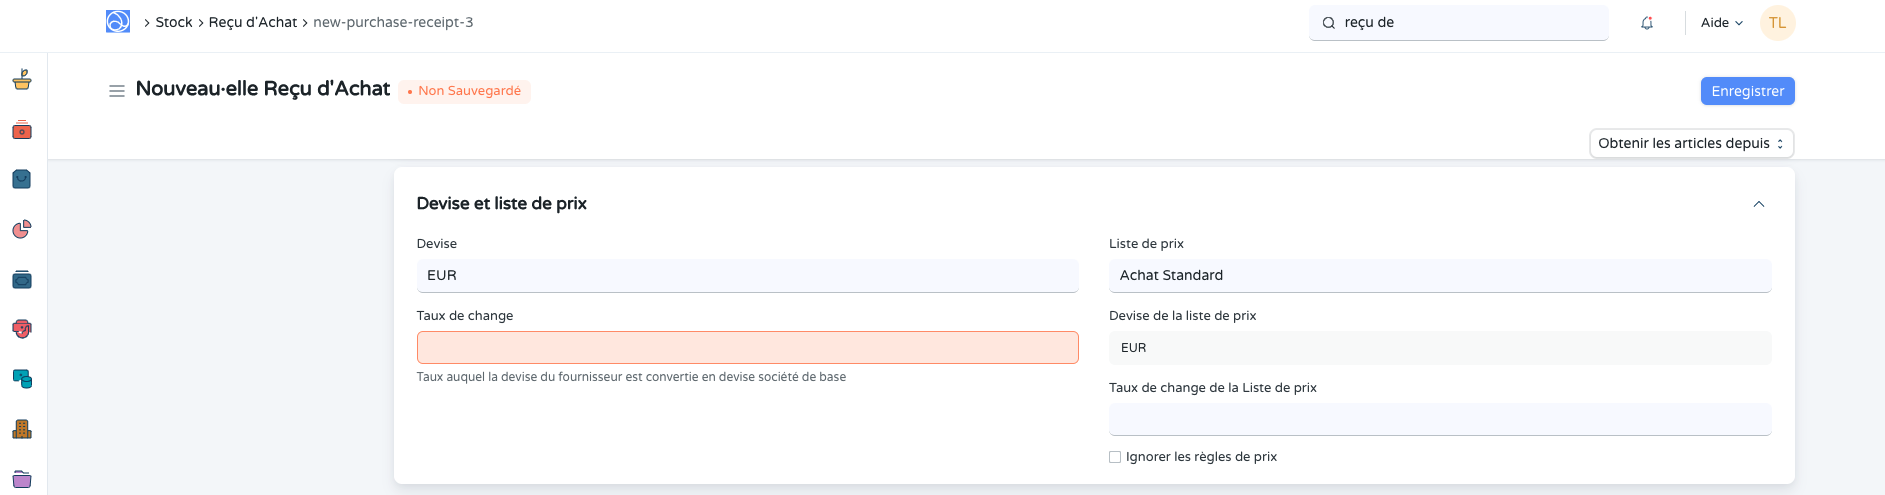 Stock Reçu d'Achat new-purchase-receipt-3
reçu de
Aide
TL
Nouveau·elle Reçu d'Achat
Non Sauvegardé
Enregistrer
Obtenir les articles depuis
Devise et liste de prix
Devise
EUR
Taux de change
Taux auquel la devise du fournisseur est convertie en devise société de base
Liste de prix
Achat Standard
Devise de la liste de prix
EUR
Taux de change de la Liste de prix
Ignorer les règles de prix